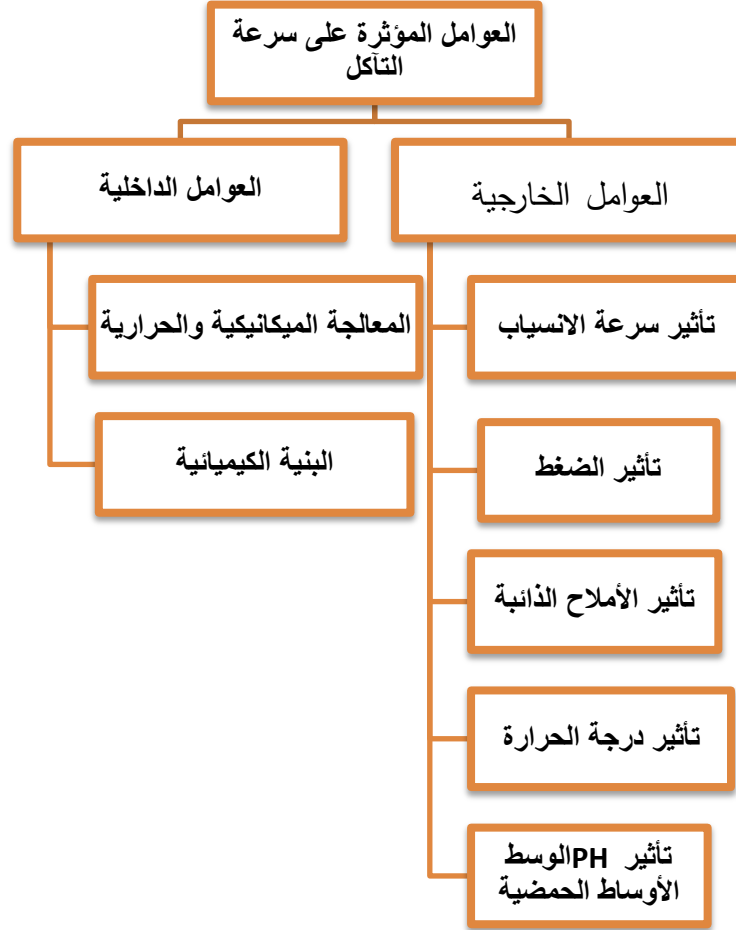 العوامل المؤثرة على سرعة
التآكل
العوامل الخارجية
العوامل الداخلية
تأثير سرعة الانسياب
المعالجة الميكانيكية والحرارية
تأثير الضغط
البنية الكيميائية
تأثير الأملاح الذائبة
تأثير درجة الحرارة
تأثير PHالوسط
الأوساط الحمضية